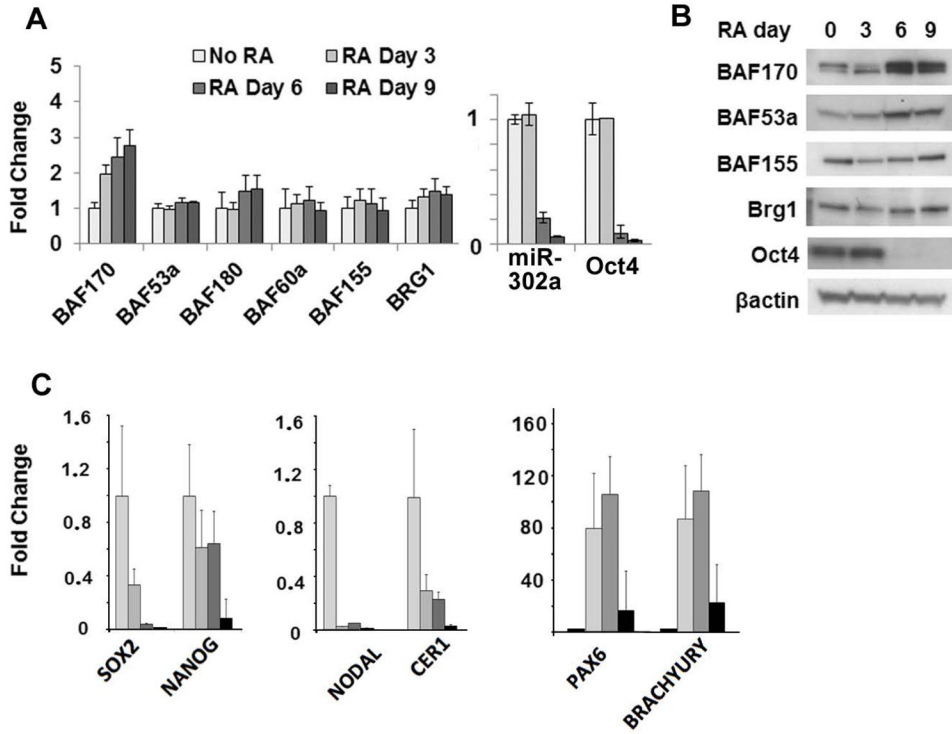 A
No RA
RA Day 3
RA Day 6
RA Day 9
Fold Change
5
4
3
2
1
0
BAF170
BAF53a
BAF180
BAF60a
BAF155
BRG1
1
0
miR-
302a
Oct4
B
RA day 0 3 6 9
BAF170
BAF53a
BAF155
Brg1
Oct4
βactin
C
Fold Change
1.6
1.2
0.8
0.4
0
SOX2
NANOG
1.6
1.2
0.8
0.4
0
NODAL
CER1
160
120
80
40
PAX6
BRACHYURY